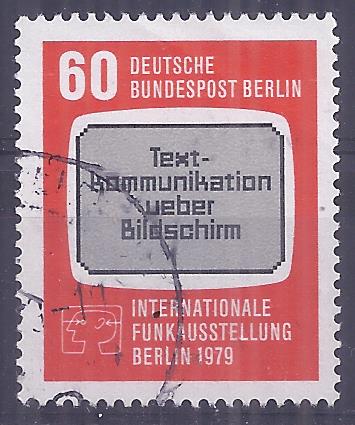 60 DEUTSCHE
BUNDESPOST BERLIN
Text-
kommunikation
ueber
Bildschirm
INTERNATIONALE
FUNKAUSSTELLUNG
BERLIN 1979